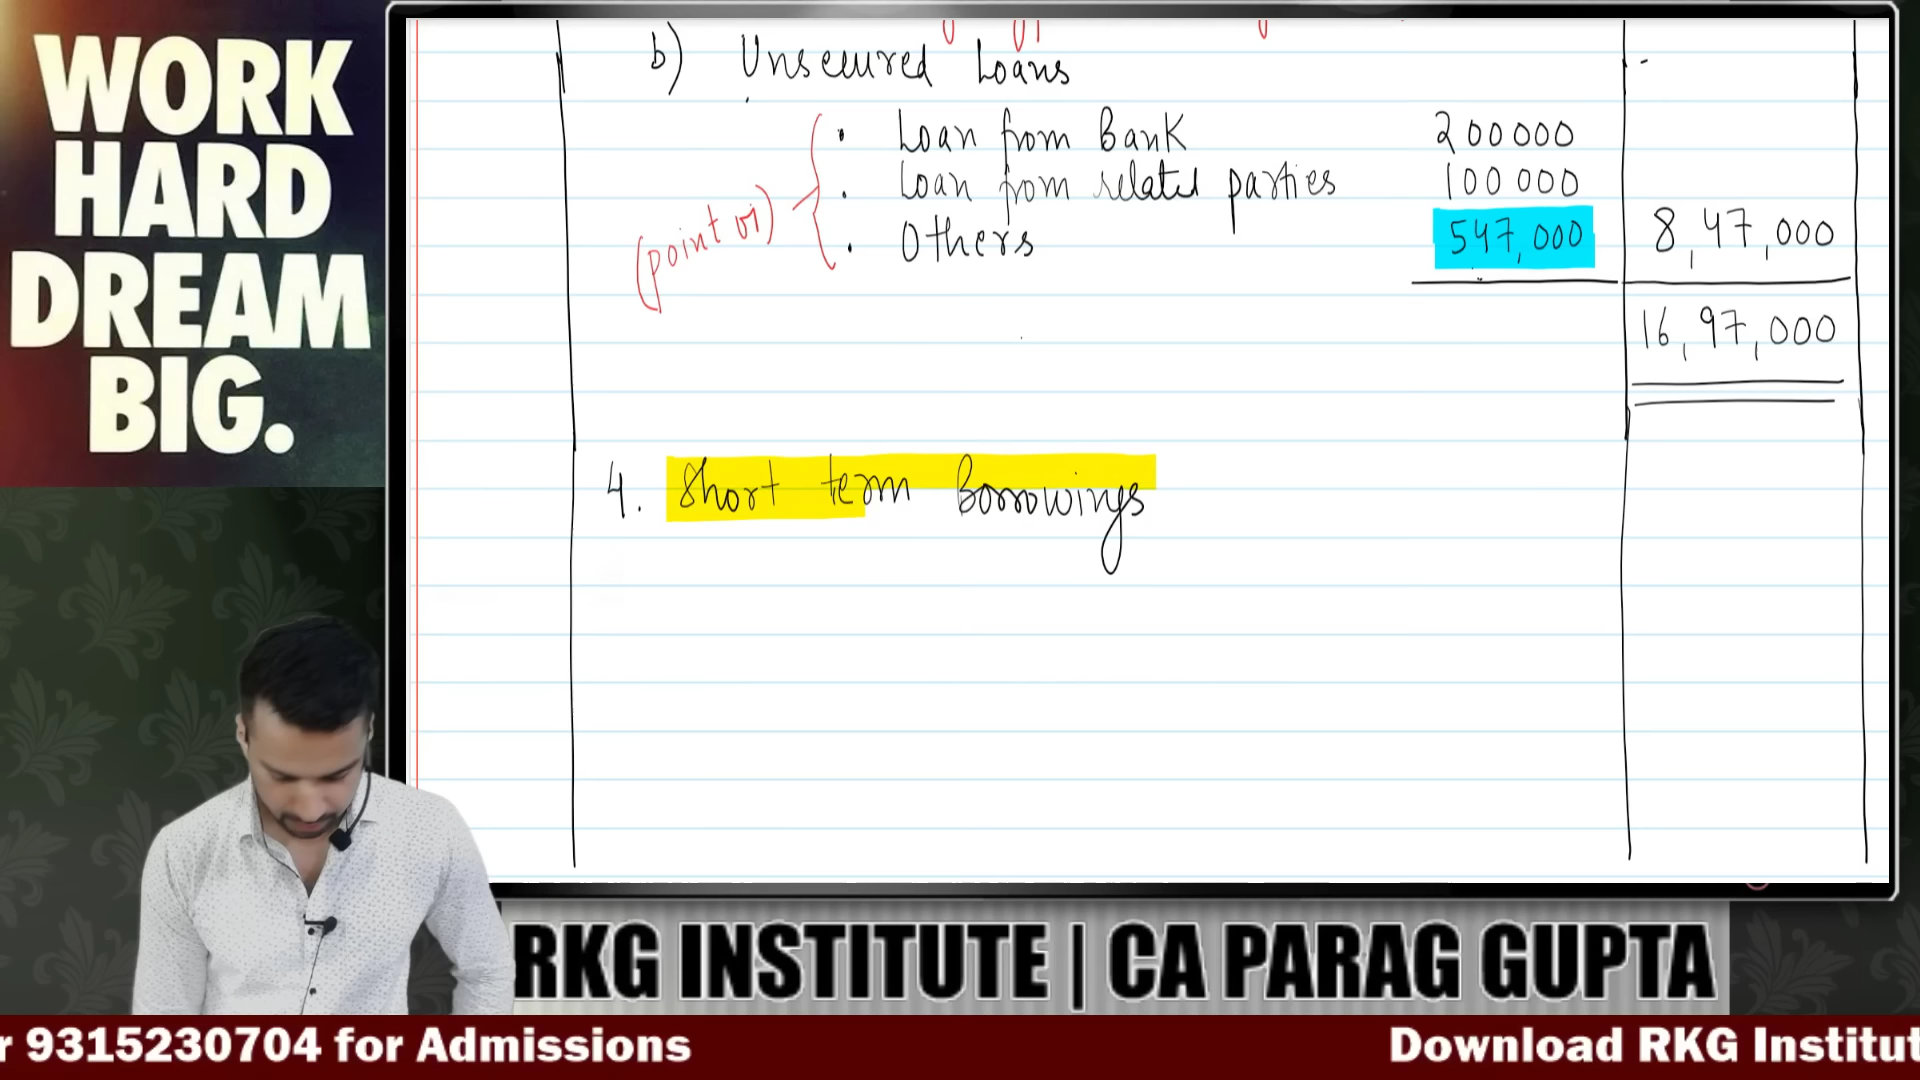 WORK
HARD
DREAM
BIG.
b) Unsecured Loans
(point vi)
. Loan from Bank 200000
. Loan from related parties 100000
. Others 547,000 8,47,000
16,97,000
4. Short term Borrowings
RKG INSTITUTE | CA PARAG GUPTA
r 9315230704 for Admissions Download RKG Institut